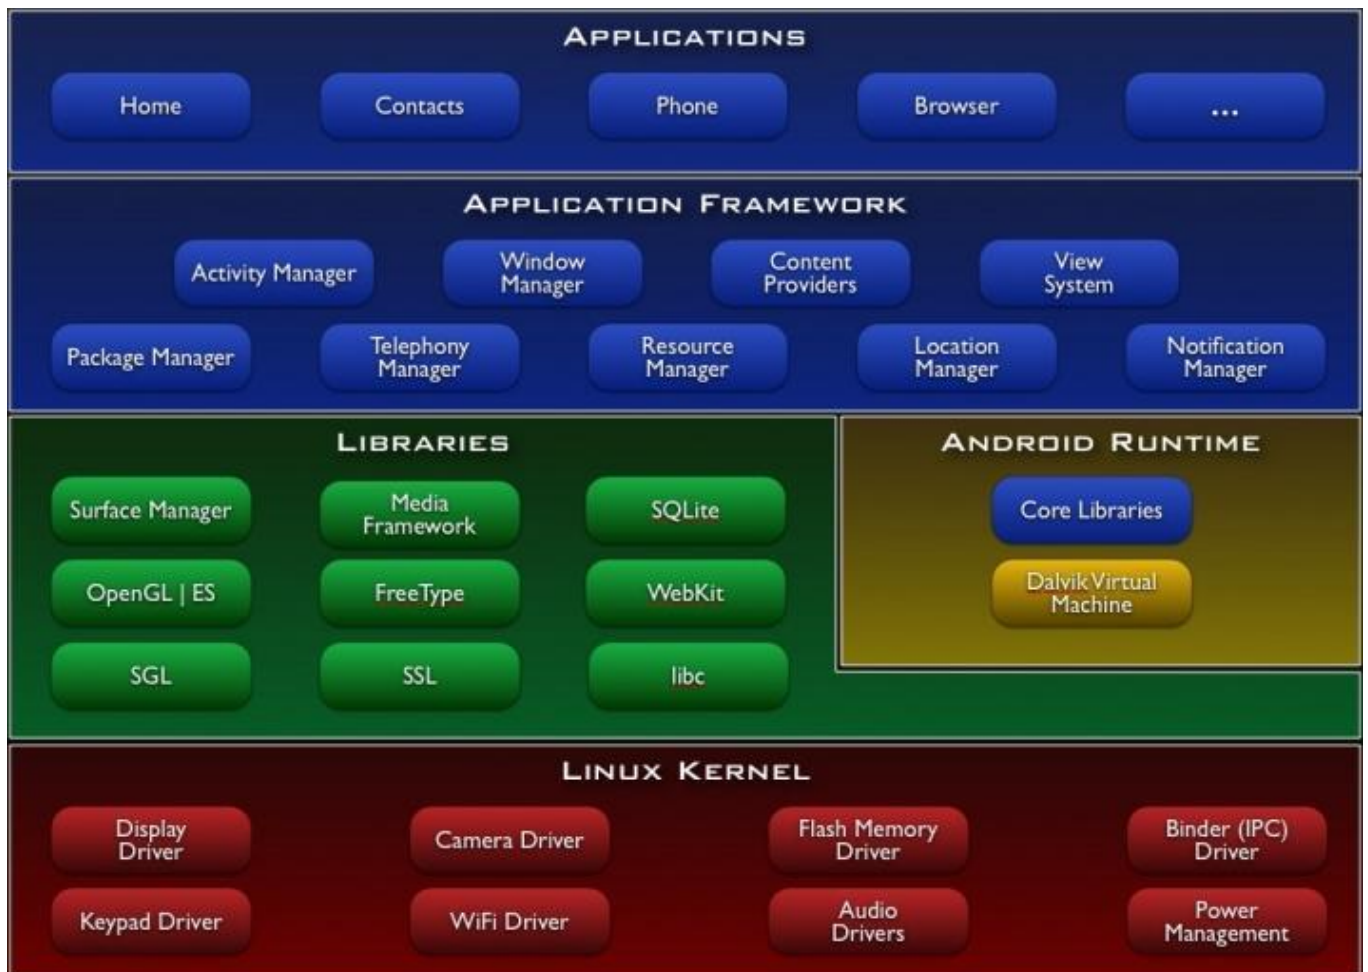 APPLICATIONS
Home
Contacts
Phone
Browser
...
APPLICATION FRAMEWORK
Activity Manager
Window
Manager
Content
Providers
View
System
Package Manager
Telephony
Manager
Resource
Manager
Location
Manager
Notification
Manager
LIBRARIES
Surface Manager
Media
Framework
SQLite
OpenGL | ES
FreeType
WebKit
SGL
SSL
libc
ANDROID RUNTIME
Core Libraries
Dalvik Virtual
Machine
LINUX KERNEL
Display
Driver
Camera Driver
Flash Memory
Driver
Binder (IPC)
Driver
Keypad Driver
WiFi Driver
Audio
Drivers
Power
Management